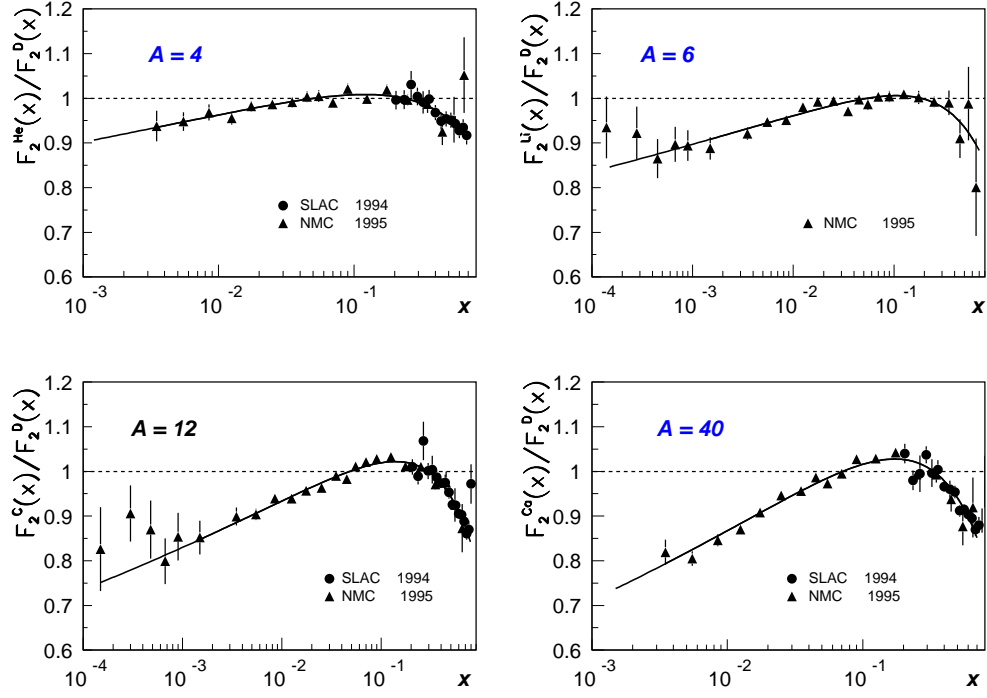 F₂ᴴᵉ(x)/F₂ᴰ(x)
1.2
1.1
1
0.9
0.8
0.7
0.6
A = 4
SLAC 1994
NMC 1995
10⁻³
10⁻²
10⁻¹
x
F₂ᴸⁱ(x)/F₂ᴰ(x)
1.2
1.1
1
0.9
0.8
0.7
0.6
A = 6
NMC 1995
10⁻⁴
10⁻³
10⁻²
10⁻¹
x
F₂ᶜ(x)/F₂ᴰ(x)
1.2
1.1
1
0.9
0.8
0.7
0.6
A = 12
SLAC 1994
NMC 1995
10⁻⁴
10⁻³
10⁻²
10⁻¹
x
F₂ᶜᵃ(x)/F₂ᴰ(x)
1.2
1.1
1
0.9
0.8
0.7
0.6
A = 40
SLAC 1994
NMC 1995
10⁻²
10⁻¹
x